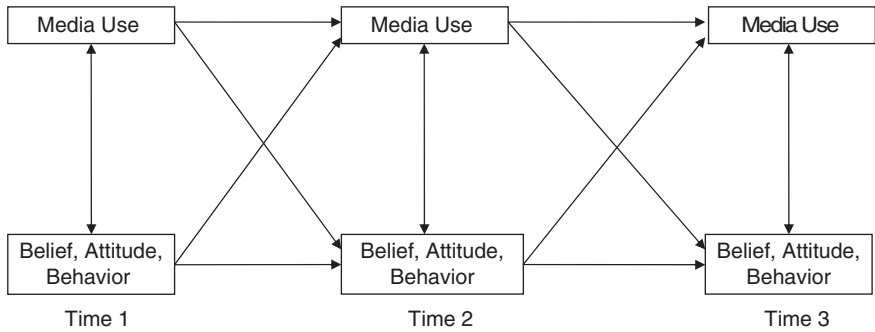 Media Use
Media Use
Media Use
Belief, Attitude,
Behavior
Belief, Attitude,
Behavior
Belief, Attitude,
Behavior
Time 1
Time 2
Time 3